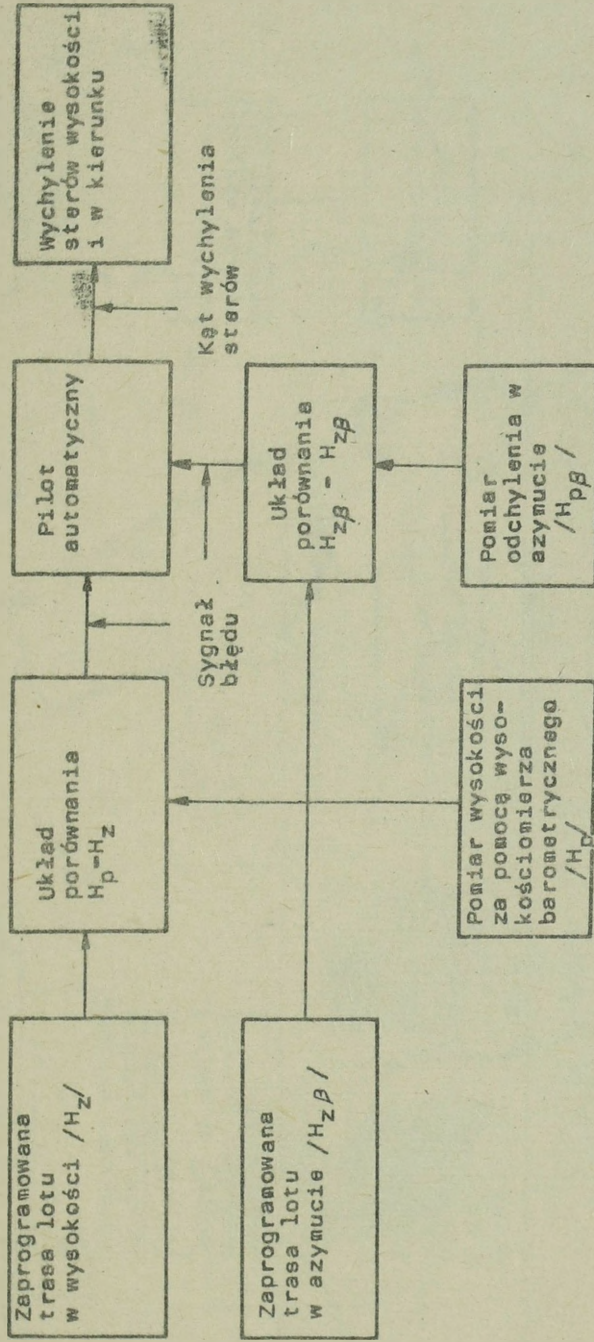 Zaprogramowana
trasa lotu
w wysokości /Hz/
Układ
porównania
Hp-Hz
Pilot
automatyczny
Wychylenie
sterów wysokości
i w kierunku
Sygnał
błędu
Kąt wychylenia
sterów
Zaprogramowana
trasa lotu
w azymucie /Hzβ/
Układ
porównania
Hzβ - Hzβ
Pomiar wysokości
za pomocą wyso-
kościomierza
barometrycznego
/Hp/
Pomiar
odchylenia w
azymucie
/Hpβ/